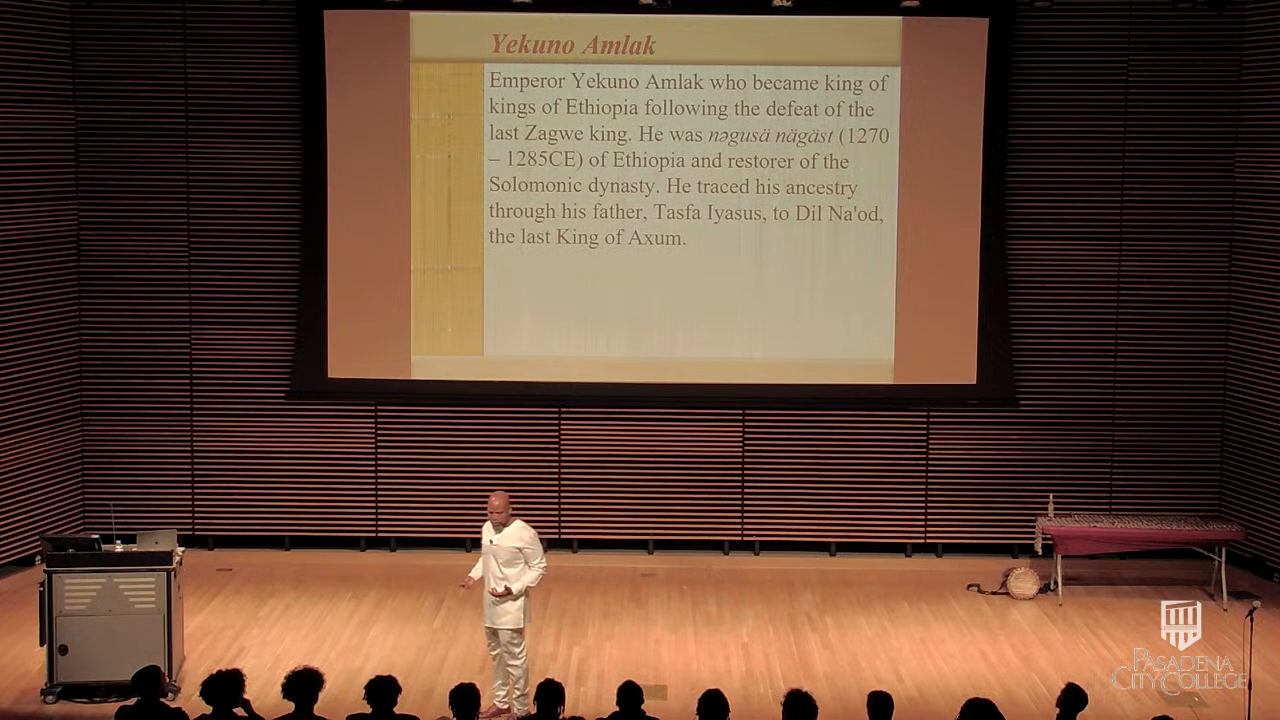 Yekuno Amlak
Emperor Yekuno Amlak who became king of
kings of Ethiopia following the defeat of the
last Zagwe king. He was nǝgusä nägäst (1270
– 1285CE) of Ethiopia and restorer of the
Solomonic dynasty. He traced his ancestry
through his father, Tasfa Iyasus, to Dil Na'od,
the last King of Axum.
PASADENA
CITY COLLEGE